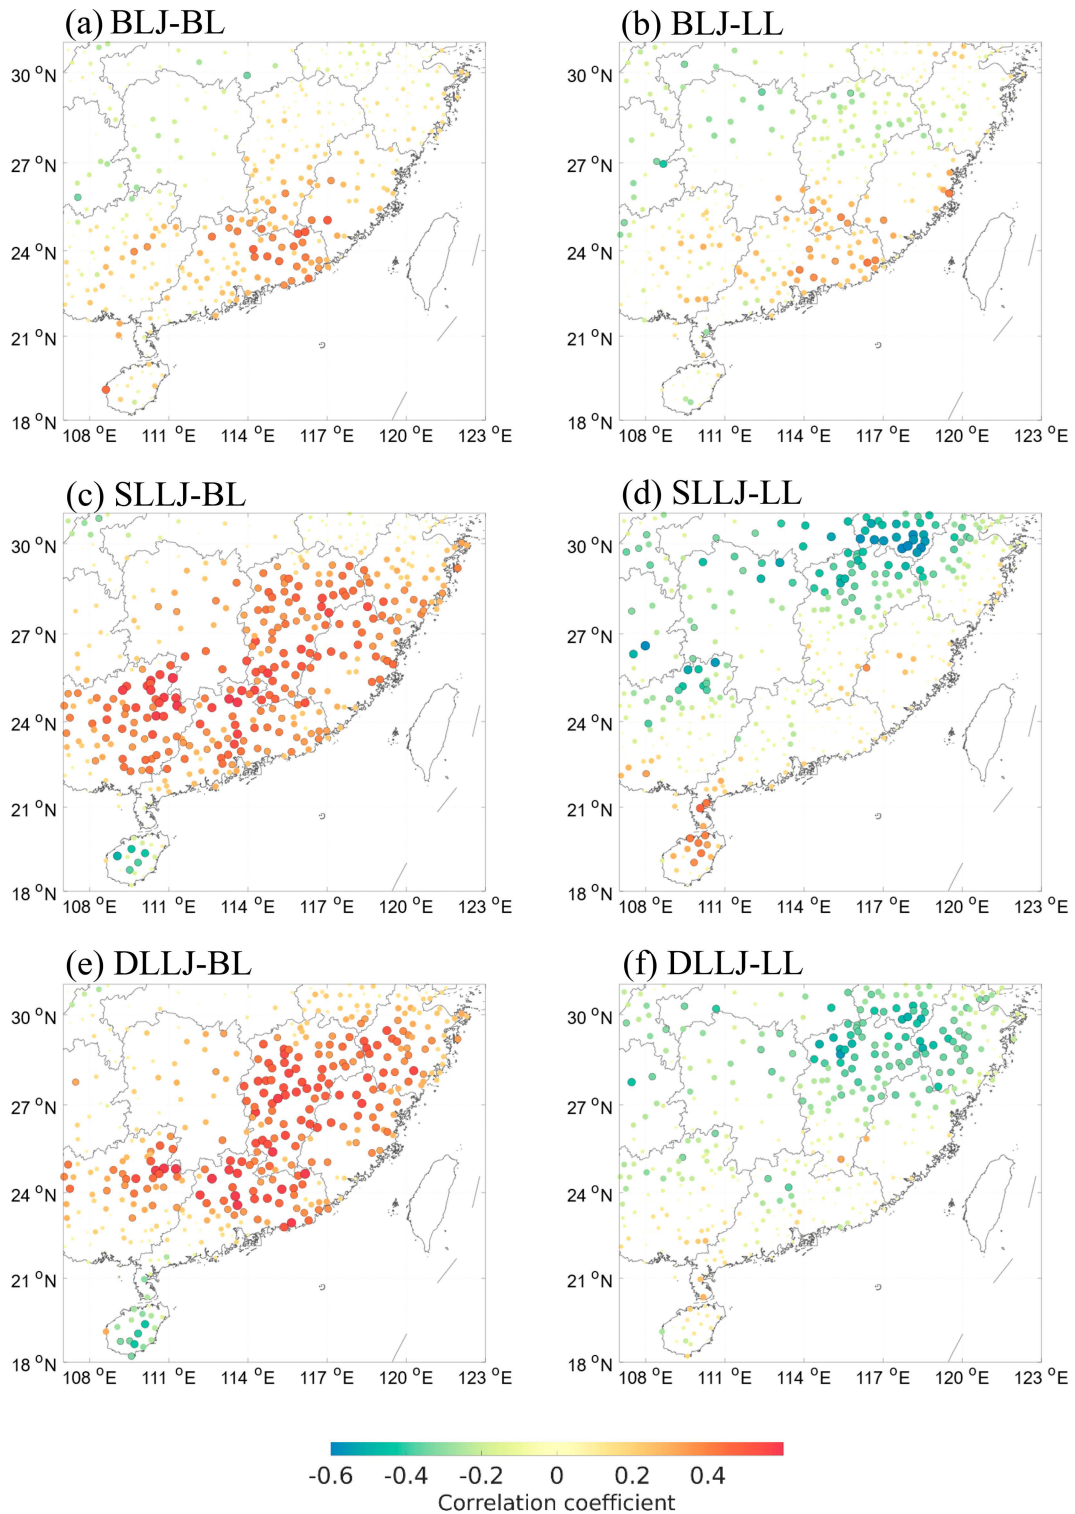 (a) BLJ-BL
(b) BLJ-LL
30 °N
27 °N
24 °N
21 °N
18 °N
108 °E 111 °E 114 °E 117 °E 120 °E 123 °E
30 °N
27 °N
24 °N
21 °N
18 °N
108 °E 111 °E 114 °E 117 °E 120 °E 123 °E
(c) SLLJ-BL
(d) SLLJ-LL
30 °N
27 °N
24 °N
21 °N
18 °N
108 °E 111 °E 114 °E 117 °E 120 °E 123 °E
30 °N
27 °N
24 °N
21 °N
18 °N
108 °E 111 °E 114 °E 117 °E 120 °E 123 °E
(e) DLLJ-BL
(f) DLLJ-LL
30 °N
27 °N
24 °N
21 °N
18 °N
108 °E 111 °E 114 °E 117 °E 120 °E 123 °E
30 °N
27 °N
24 °N
21 °N
18 °N
108 °E 111 °E 114 °E 117 °E 120 °E 123 °E
-0.6 -0.4 -0.2 0 0.2 0.4
Correlation coefficient